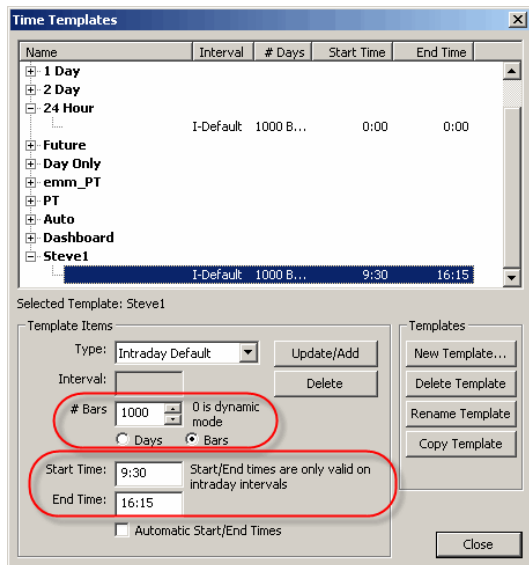 Time Templates
Name Interval # Days Start Time End Time
1 Day
2 Day
24 Hour
I-Default 1000 B... 0:00 0:00
Future
Day Only
emm_PT
PT
Auto
Dashboard
Steve1
I-Default 1000 B... 9:30 16:15
Selected Template: Steve1
Template Items
Type: Intraday Default Update/Add
Interval: Delete
# Bars 1000 0 is dynamic
mode
Days Bars
Start Time: 9:30 Start/End times are only valid on
intraday intervals
End Time: 16:15
Automatic Start/End Times
Templates
New Template...
Delete Template
Rename Template
Copy Template
Close